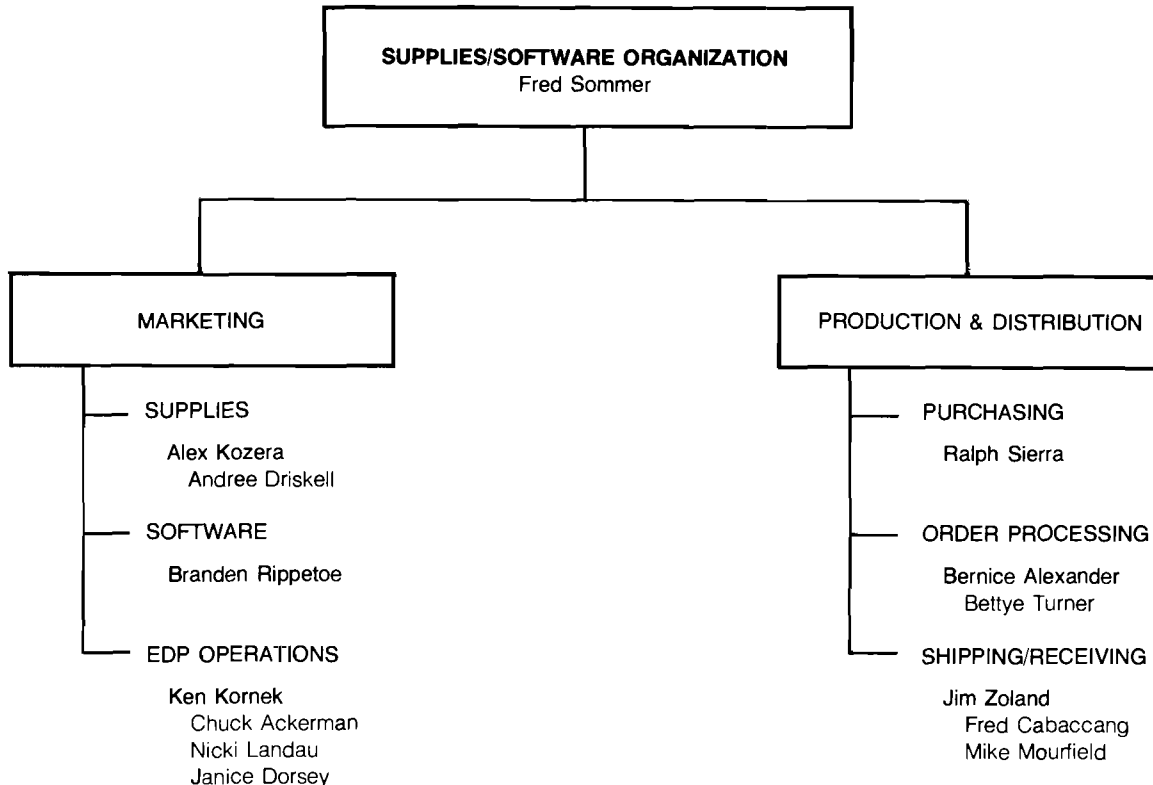 SUPPLIES/SOFTWARE ORGANIZATION
Fred Sommer
MARKETING
SUPPLIES
Alex Kozera
Andree Driskell
SOFTWARE
Branden Rippetoe
EDP OPERATIONS
Ken Kornek
Chuck Ackerman
Nicki Landau
Janice Dorsey
PRODUCTION & DISTRIBUTION
PURCHASING
Ralph Sierra
ORDER PROCESSING
Bernice Alexander
Bettye Turner
SHIPPING/RECEIVING
Jim Zoland
Fred Cabaccang
Mike Mourfield